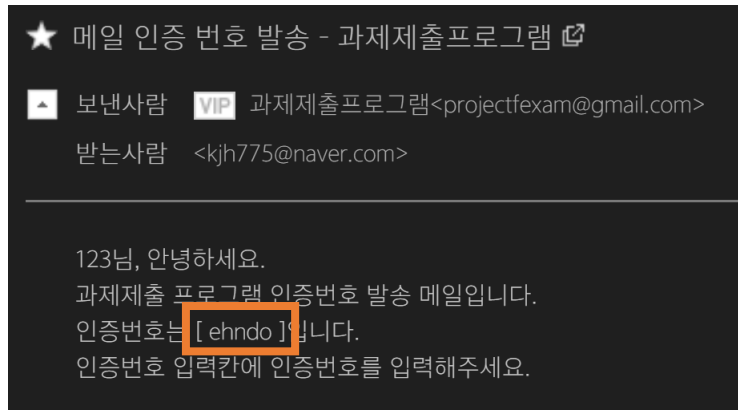 메일 인증 번호 발송 - 과제제출프로그램
보낸사람 VIP 과제제출프로그램<projectfexam@gmail.com>
받는사람 <kjh775@naver.com>
123님, 안녕하세요.
과제제출 프로그램 인증번호 발송 메일입니다.
인증번호는 [ ehndo ]입니다.
인증번호 입력칸에 인증번호를 입력해주세요.